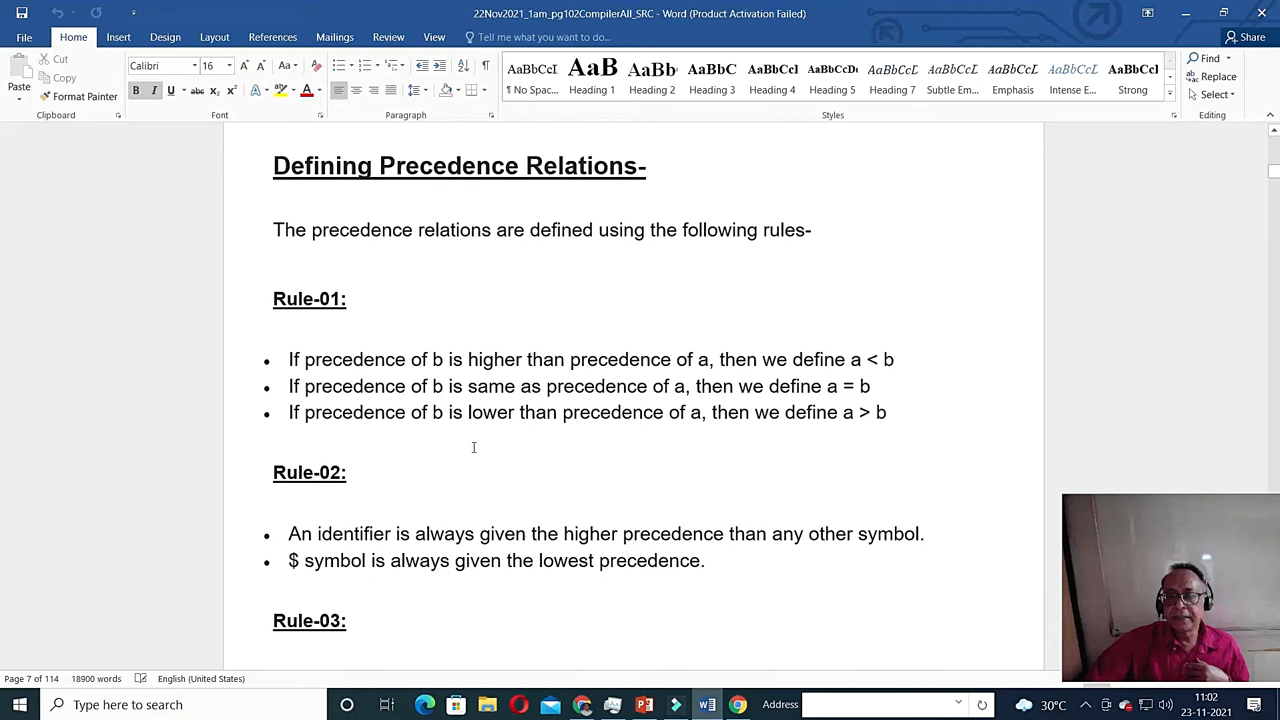 22Nov2021_1am_pg102CompilerAll_SRC - Word (Product Activation Failed)
File Home Insert Design Layout References Mailings Review View Tell me what you want to do... Share
Cut
Copy
Format Painter
Paste
Calibri 16
Clipboard Font Paragraph Styles Editing
AaBbCcI AaB AaBb AaBbC AaBbCcI AaBbCcDc AaBbCcD AaBbCcD AaBbCcD AaBbCcD AaBbCcI
¶ No Spac... Heading 1 Heading 2 Heading 3 Heading 4 Heading 5 Heading 7 Subtle Em... Emphasis Intense E... Strong
Find
Replace
Select
Defining Precedence Relations-
The precedence relations are defined using the following rules-
Rule-01:
• If precedence of b is higher than precedence of a, then we define a < b
• If precedence of b is same as precedence of a, then we define a = b
• If precedence of b is lower than precedence of a, then we define a > b
Rule-02:
• An identifier is always given the higher precedence than any other symbol.
• $ symbol is always given the lowest precedence.
Rule-03:
Page 7 of 114 18900 words English (United States)
Type here to search Address 30°C 11:02
23-11-2021